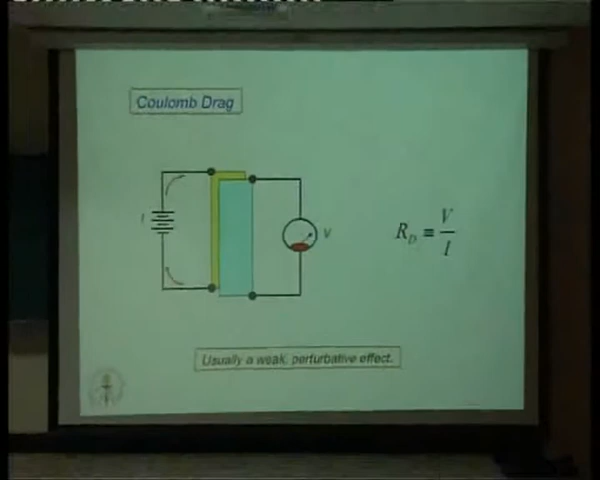 Coulomb Drag
I
V
R_D ≡ V/I
Usually a weak, perturbative effect.